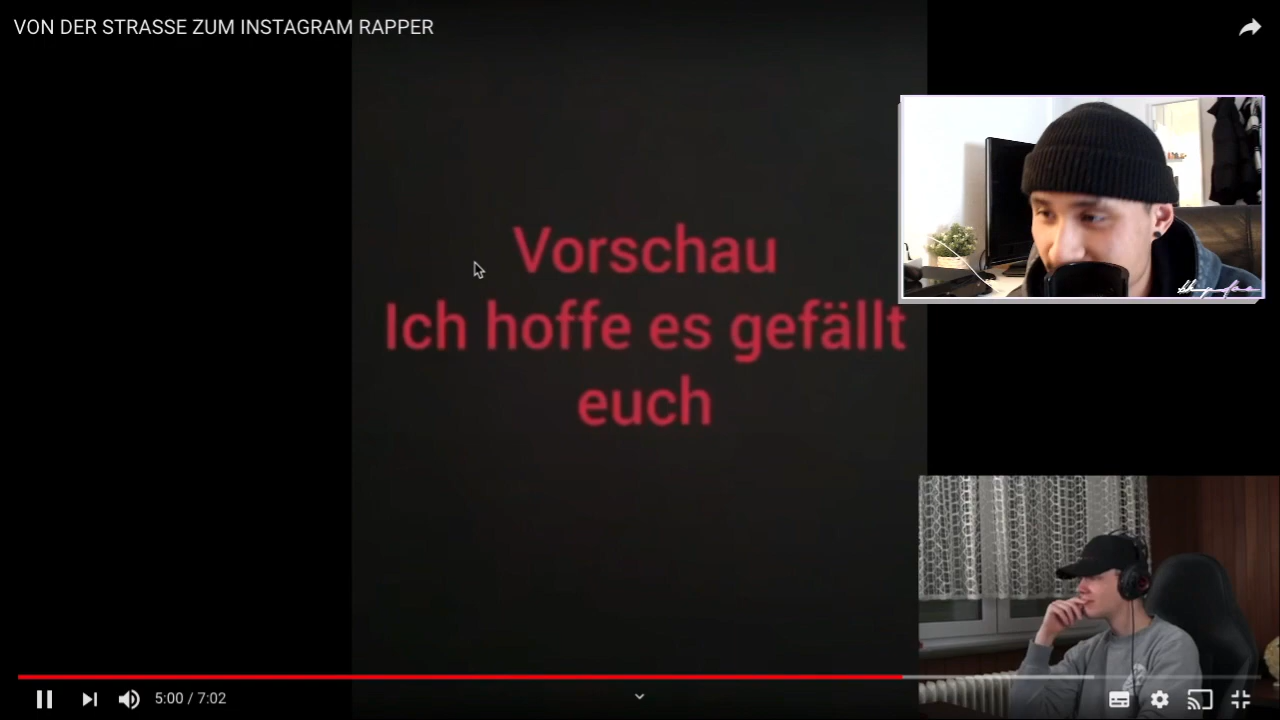 VON DER STRASSE ZUM INSTAGRAM RAPPER
Vorschau
Ich hoffe es gefällt
euch
5:00 / 7:02